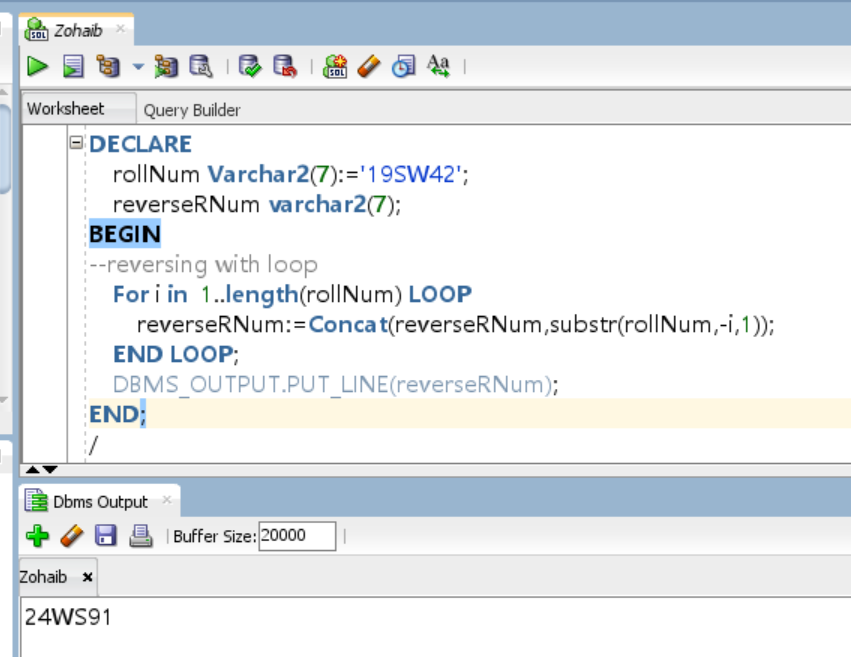 Zohaib
Worksheet Query Builder
DECLARE
rollNum Varchar2(7):='19SW42';
reverseRNum varchar2(7);
BEGIN
--reversing with loop
For i in 1..length(rollNum) LOOP
reverseRNum:=Concat(reverseRNum,substr(rollNum,-i,1));
END LOOP;
DBMS_OUTPUT.PUT_LINE(reverseRNum);
END;
/
Dbms Output
Buffer Size: 20000
Zohaib
24WS91